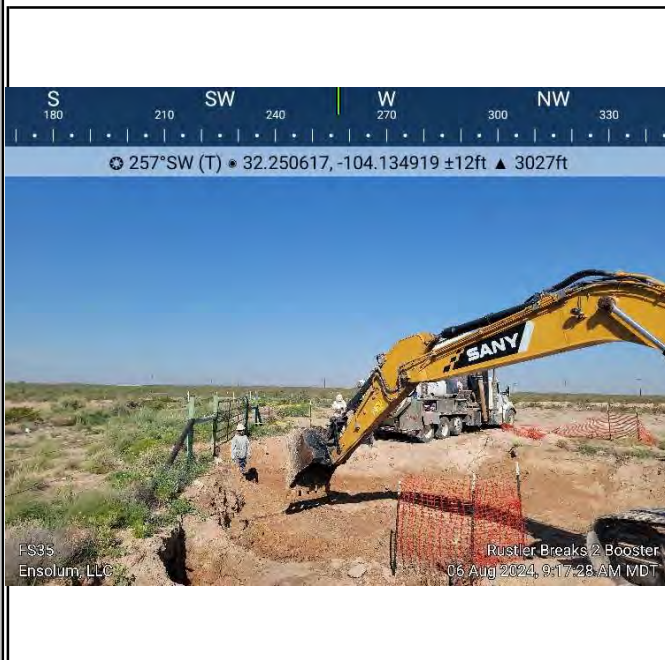 S SW W NW
180 210 240 270 300 330
257°SW (T) 32.250617, -104.134919 ±12ft ▲ 3027ft
SANY
FS35
Ensolum, LLC
Rustler Breaks 2 Booster
06 Aug 2024, 9:17:28 AM MDT